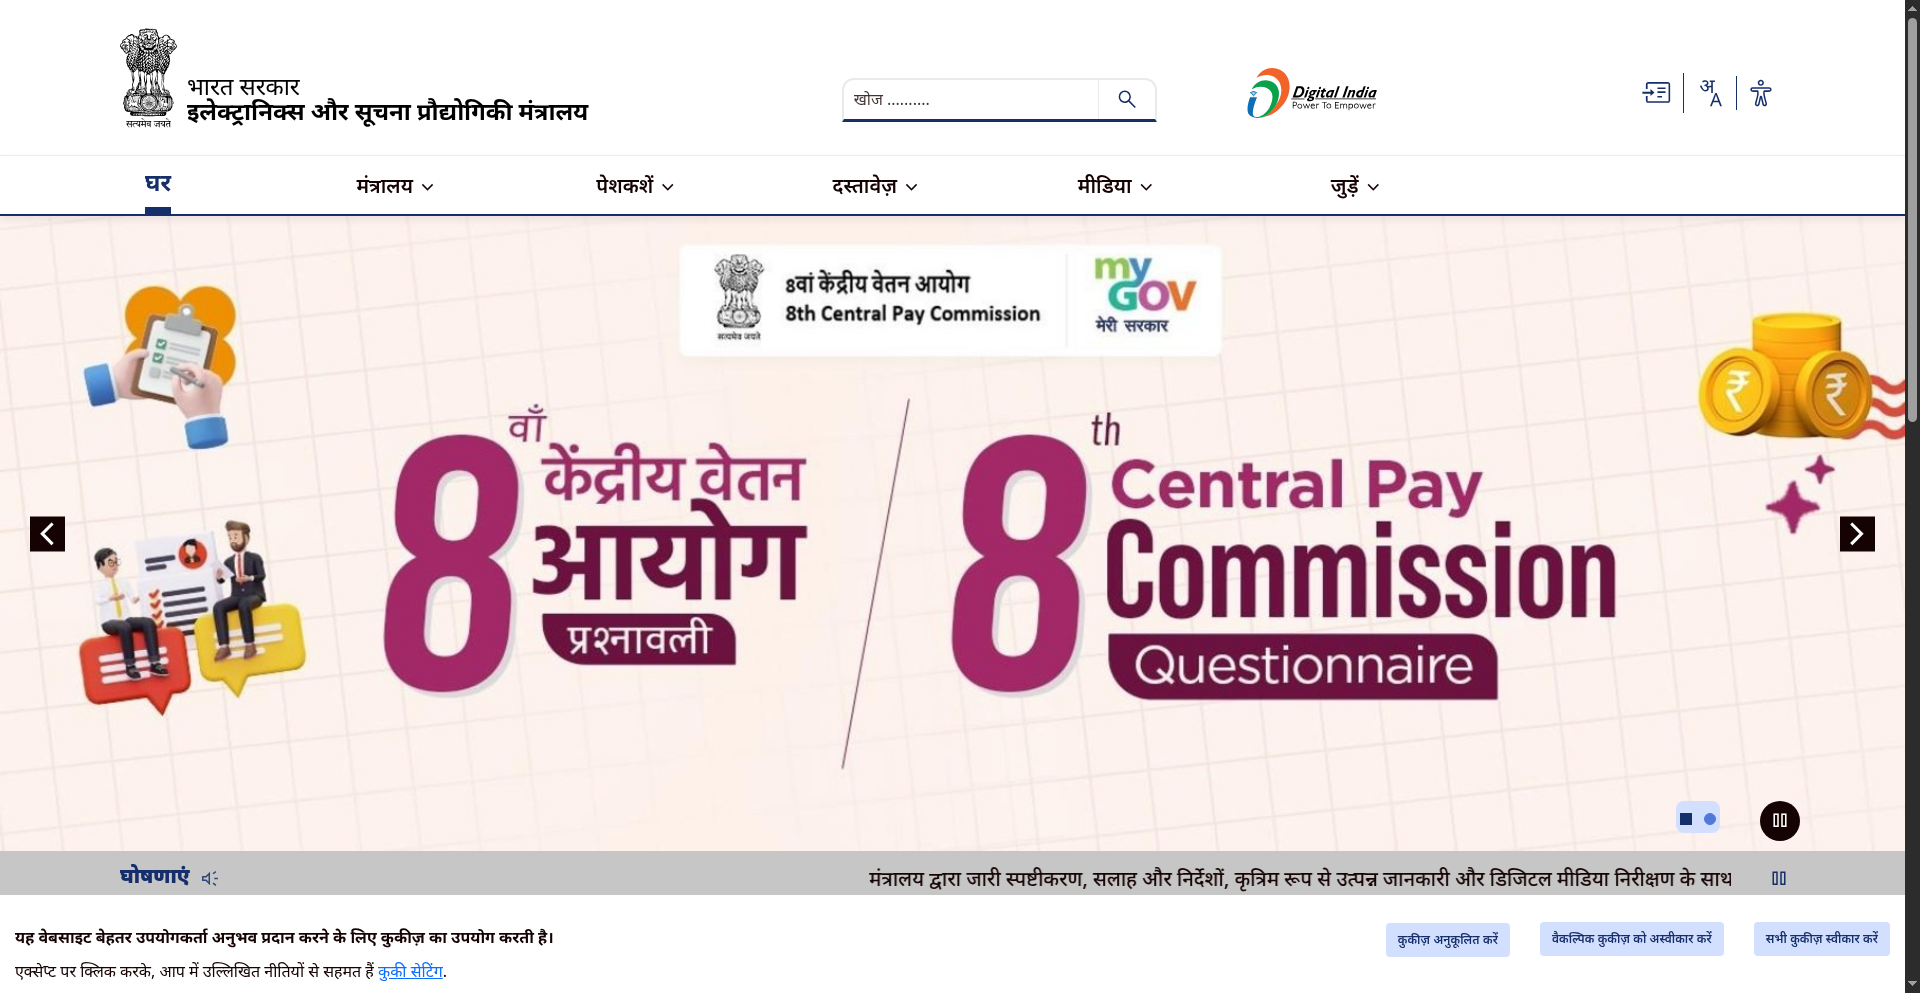 भारत सरकार
इलेक्ट्रानिक्स और सूचना प्रौद्योगिकी मंत्रालय
सत्यमेव जयते
खोज ..........
Digital India
Power To Empower
अ
A
घर
मंत्रालय
पेशकशें
दस्तावेज़
मीडिया
जुड़ें
सत्यमेव जयते
8वां केंद्रीय वेतन आयोग
8th Central Pay Commission
my
GOV
मेरी सरकार
8 वाँ
केंद्रीय वेतन
आयोग
प्रश्नावली
8 th
Central Pay
Commission
Questionnaire
घोषणाएं
मंत्रालय द्वारा जारी स्पष्टीकरण, सलाह और निर्देशों, कृत्रिम रूप से उत्पन्न जानकारी और डिजिटल मीडिया निरीक्षण के साथ
यह वेबसाइट बेहतर उपयोगकर्ता अनुभव प्रदान करने के लिए कुकीज़ का उपयोग करती है।
एक्सेप्ट पर क्लिक करके, आप में उल्लिखित नीतियों से सहमत हैं कुकी सेटिंग.
कुकीज़ अनुकूलित करें
वैकल्पिक कुकीज़ को अस्वीकार करें
सभी कुकीज़ स्वीकार करें